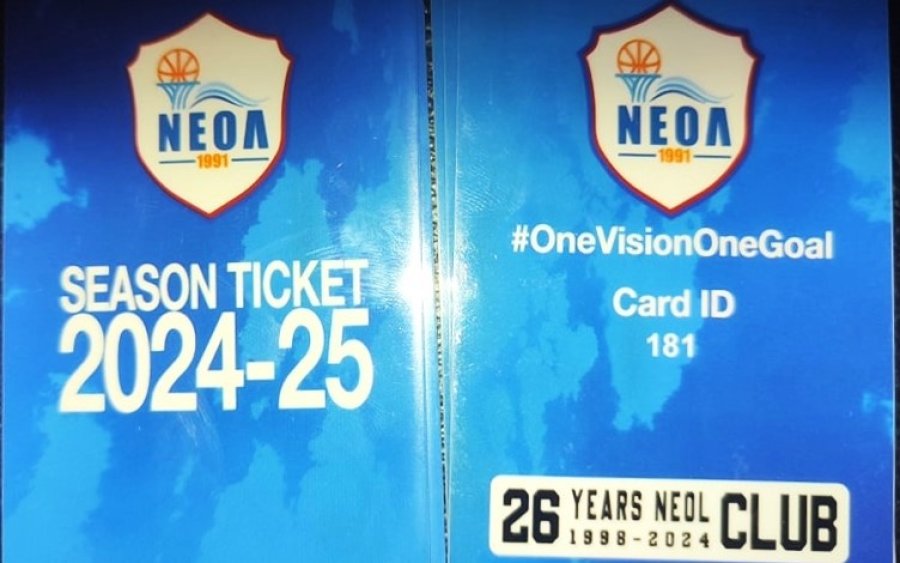 ΝΕΟΛ
1991
SEASON TICKET
2024-25
ΝΕΟΛ
1991
#OneVisionOneGoal
Card ID
181
26 YEARS NEOL CLUB
1998-2024